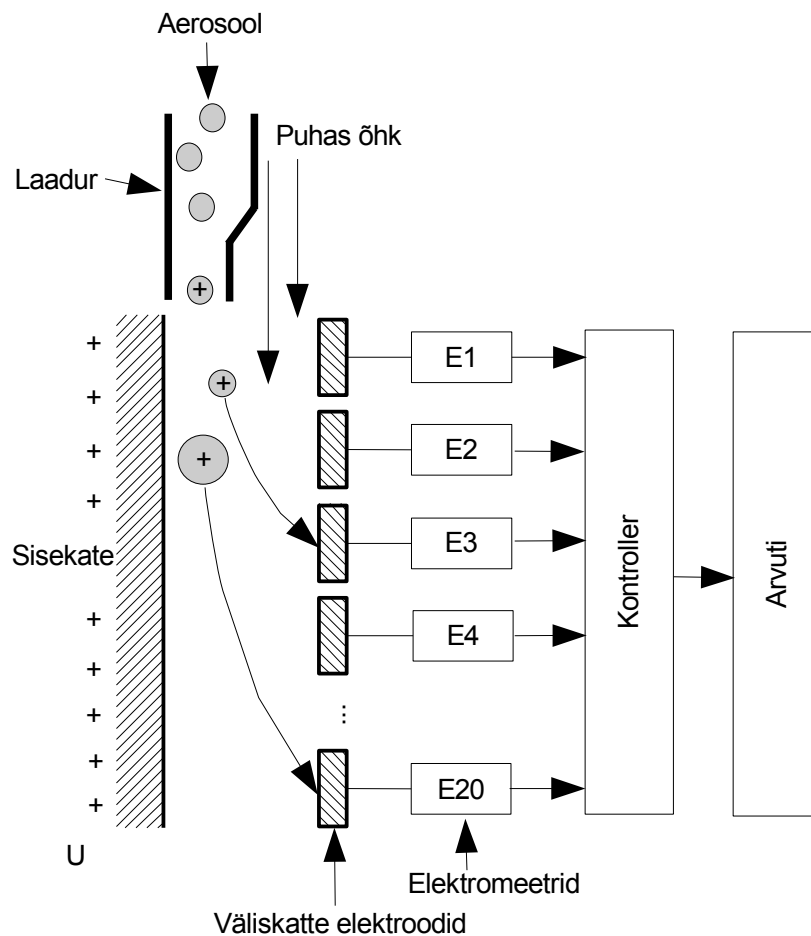 Aerosool
Puhas õhk
Laadur
+
+
+
+
+
+
+
+
Sisekate
+
+
+
+
+
U
E1
E2
E3
E4
...
E20
Kontroller
Arvuti
Elektromeetrid
Väliskatte elektroodid